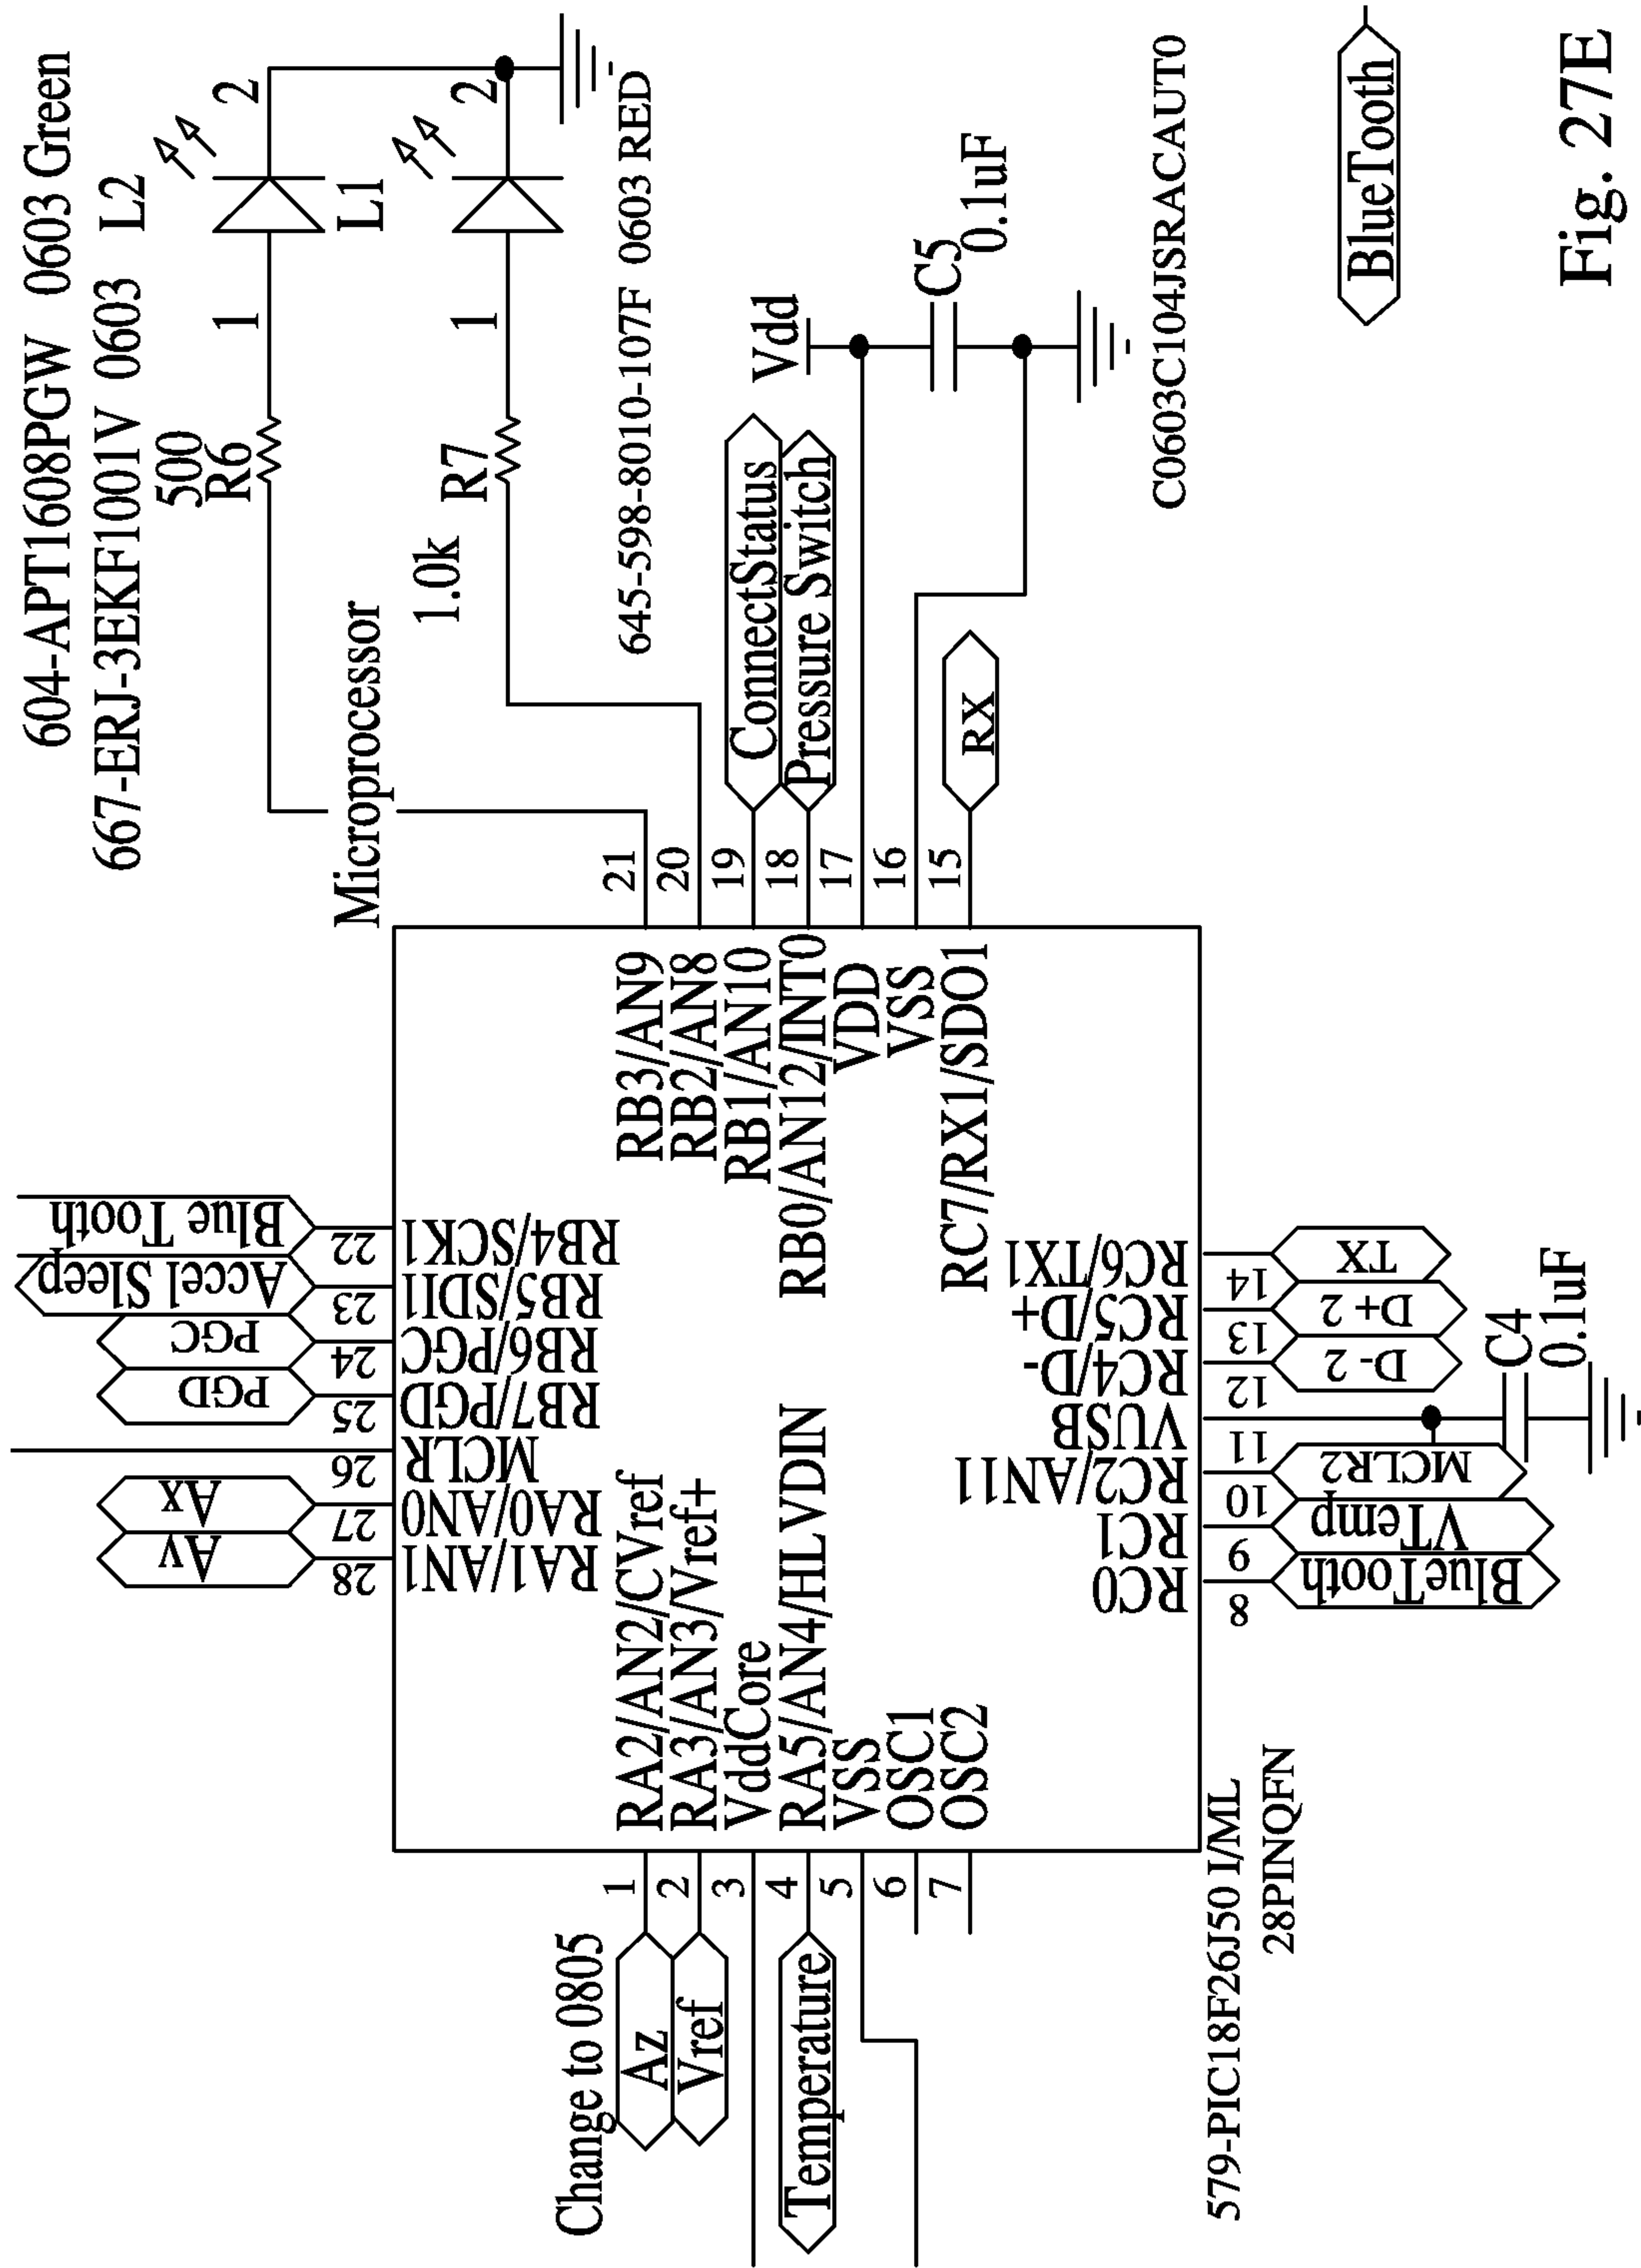 604-APT1608PGW 0603 Green
667-ERJ-3EKF1001V 0603 L2
500
R6
1
2
L1
1.0k
R7
1
2
645-598-8010-107F 0603 RED
Microprocessor
Blue Tooth
Accel Sleep
PGC
PGD
Ax
Av
22
23
24
25
26
27
28
RB4/SCK1
RB5/SDI1
RB6/PGC
RB7/PGD
MCLR
RA0/AN0
RA1/AN1
Change to 0805
Az
Vref
Temperature
1
2
3
4
5
6
7
RA2/AN2/CVref
RA3/AN3/Vref+
VddCore
RA5/AN4/HLVDIN
VSS
OSC1
OSC2
RB3/AN9
RB2/AN8
RB1/AN10
RB0/AN12/INT0
VDD
VSS
RC7/RX1/SDO1
21
20
19
18
17
16
15
ConnectStatus
Pressure Switch
RX
Vdd
C5
0.1uF
C0603C104JSRACAUT0
RC0
RC1
RC2/AN11
VUSB
RC4/D-
RC5/D+
RC6/TX1
8
9
10
11
12
13
14
BlueTooth
VTemp
MCLR2
D- 2
D+ 2
TX
C4
0.1uF
579-PIC18F26J50 I/ML
28PINQFN
BlueTooth
Fig. 27E